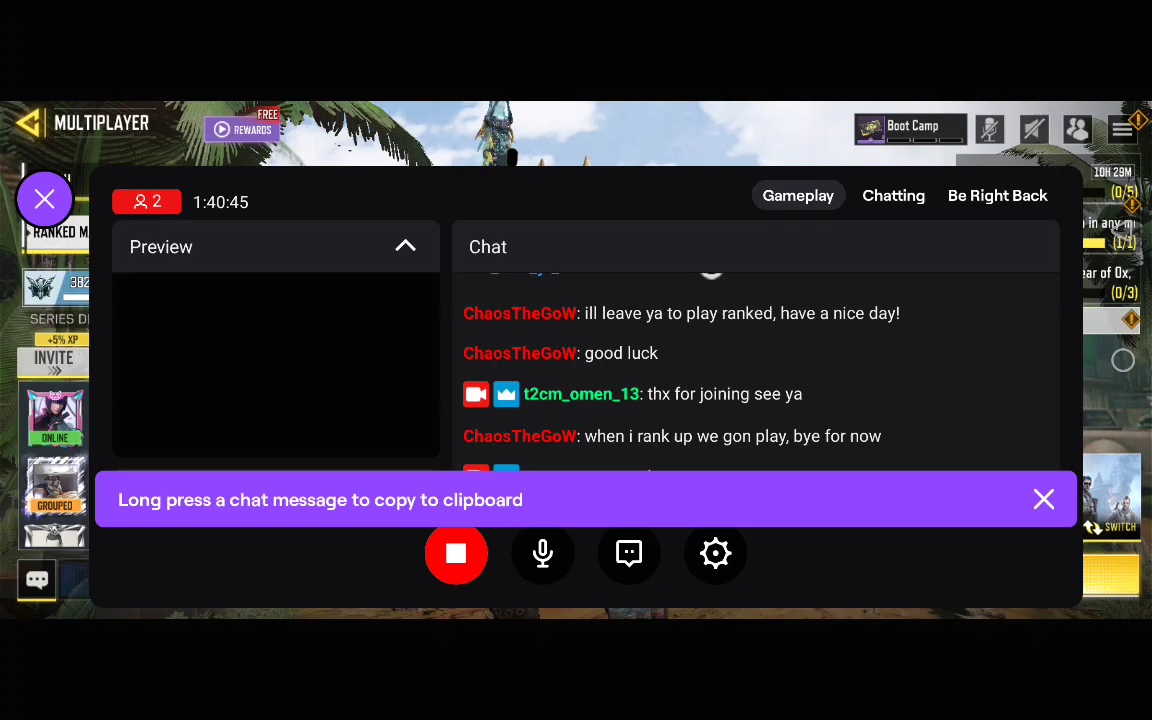 MULTIPLAYER
FREE
REWARDS
Boot Camp
2
1:40:45
Gameplay
Chatting
Be Right Back
10H 29M
(0/5)
in any m
(1/1)
ear of Ox,
(0/3)
RANKED M
382
SERIES D
+5% XP
INVITE
ONLINE
GROUPED
Preview
Chat
ChaosTheGoW: ill leave ya to play ranked, have a nice day!
ChaosTheGoW: good luck
t2cm_omen_13: thx for joining see ya
ChaosTheGoW: when i rank up we gon play, bye for now
Long press a chat message to copy to clipboard
SWITCH